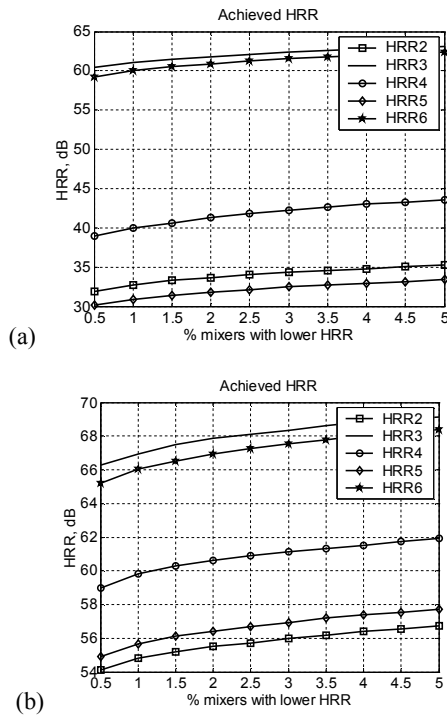 Achieved HRR
65
60
55
50
45
40
35
30
HRR, dB
HRR2
HRR3
HRR4
HRR5
HRR6
0.5 1 1.5 2 2.5 3 3.5 4 4.5 5
% mixers with lower HRR
(a)
Achieved HRR
70
68
66
64
62
60
58
56
54
HRR, dB
HRR2
HRR3
HRR4
HRR5
HRR6
0.5 1 1.5 2 2.5 3 3.5 4 4.5 5
% mixers with lower HRR
(b)